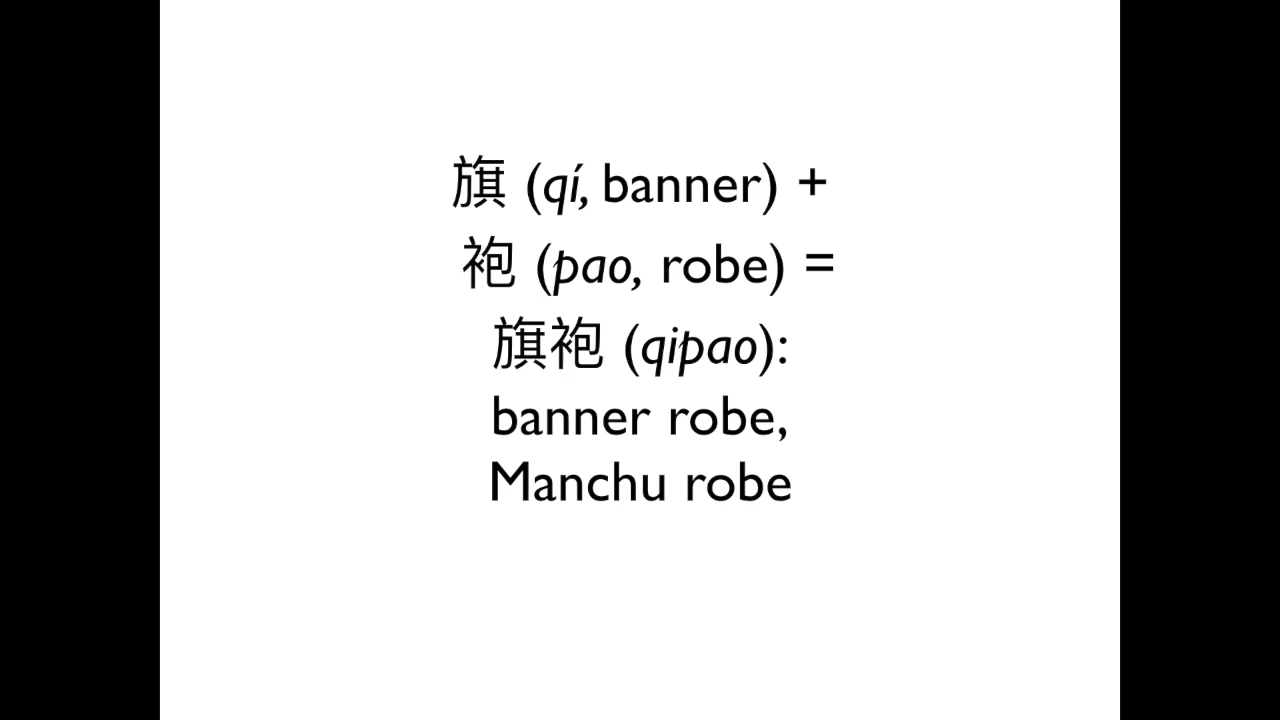 旗 (qí, banner) +
袍 (pao, robe) =
旗袍 (qipao):
banner robe,
Manchu robe